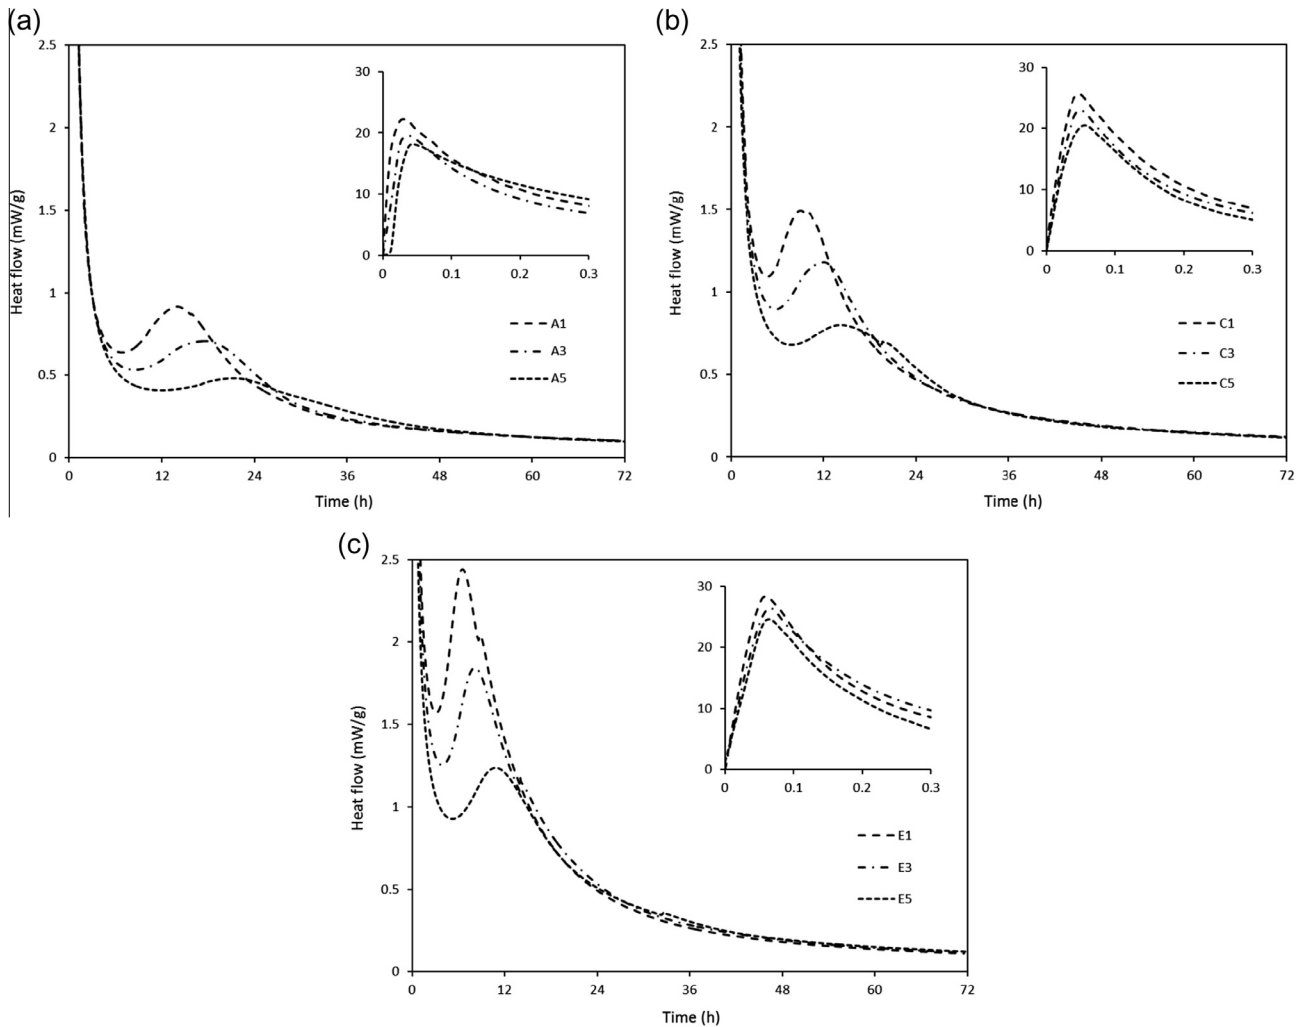 (a)
2.5
2
1.5
1
0.5
0
0 12 24 36 48 60 72
Heat flow (mW/g)
Time (h)
30
20
10
0
0 0.1 0.2 0.3
A1
A3
A5
(b)
2.5
2
1.5
1
0.5
0
0 12 24 36 48 60 72
Heat flow (mW/g)
Time (h)
30
20
10
0
0 0.1 0.2 0.3
C1
C3
C5
(c)
2.5
2
1.5
1
0.5
0
0 12 24 36 48 60 72
Heat flow (mW/g)
Time (h)
30
20
10
0
0 0.1 0.2 0.3
E1
E3
E5